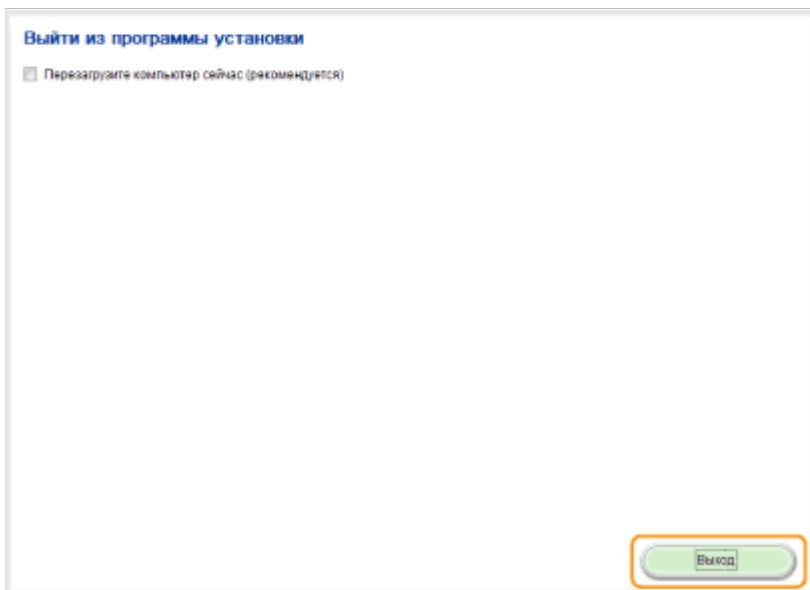 Выйти из программы установки
Перезагрузите компьютер сейчас (рекомендуется)
Выход